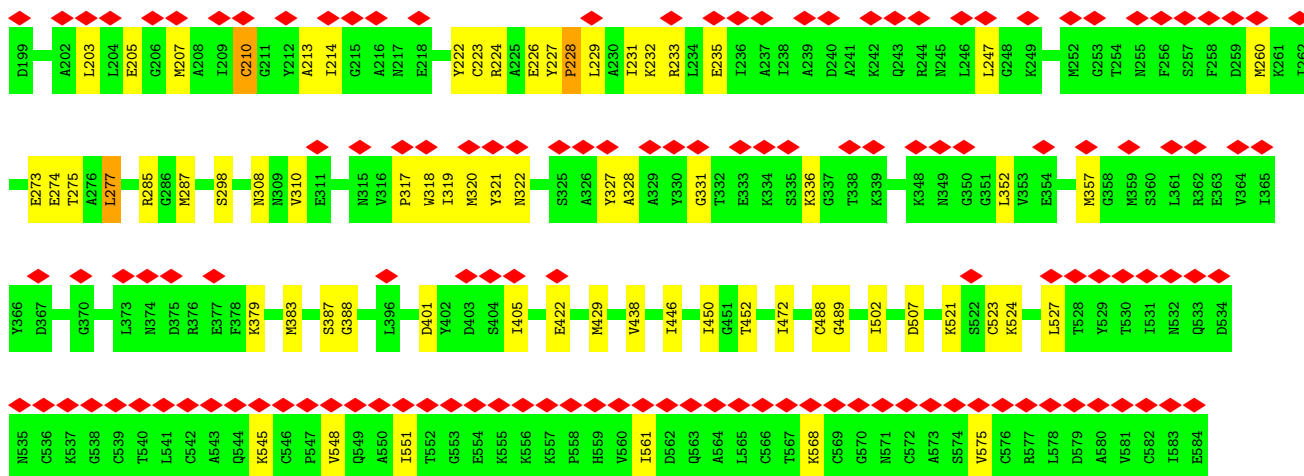 D199 A202 L203 L204 E205 G206 M207 A208 I209 C210 G211 Y212 A213 I214 G215 A216 N217 E218 Y222 C223 R224 A225 E226 Y227 P228 L229 A230 I231 K232 R233 L234 E235 I236 A237 I238 A239 D240 A241 K242 Q243 R244 N245 L246 L247 G248 K249 M252 G253 T254 N255 F256 S257 F258 D259 M260 K261 I262
E273 E274 T275 A276 L277 R285 G286 M287 S298 N308 N309 V310 E311 N315 V316 P317 W318 I319 M320 Y321 N322 S325 A326 Y327 A328 A329 Y330 G331 T332 E333 K334 S335 K336 G337 T338 K339 K348 N349 G350 G351 L352 V353 E354 M357 G358 M359 S360 L361 R362 E363 V364 I365
Y366 D367 G370 L373 N374 D375 R376 E377 F378 K379 M383 S387 G388 L396 D401 Y402 D403 S404 I405 E422 M429 V438 I446 I450 G451 T452 I472 C488 G489 I502 D507 K521 S522 C523 K524 L527 T528 Y529 T530 I531 N532 Q533 D534
N535 C536 K537 G538 C539 T540 L541 C542 A543 Q544 K545 C546 P547 V548 Q549 A550 I551 T552 G553 E554 K555 K556 K557 P558 H559 V560 I561 D562 Q563 A564 L565 C566 T567 K568 C569 G570 N571 C572 A573 S574 V575 C576 R577 L578 D579 A580 V581 C582 I583 E584